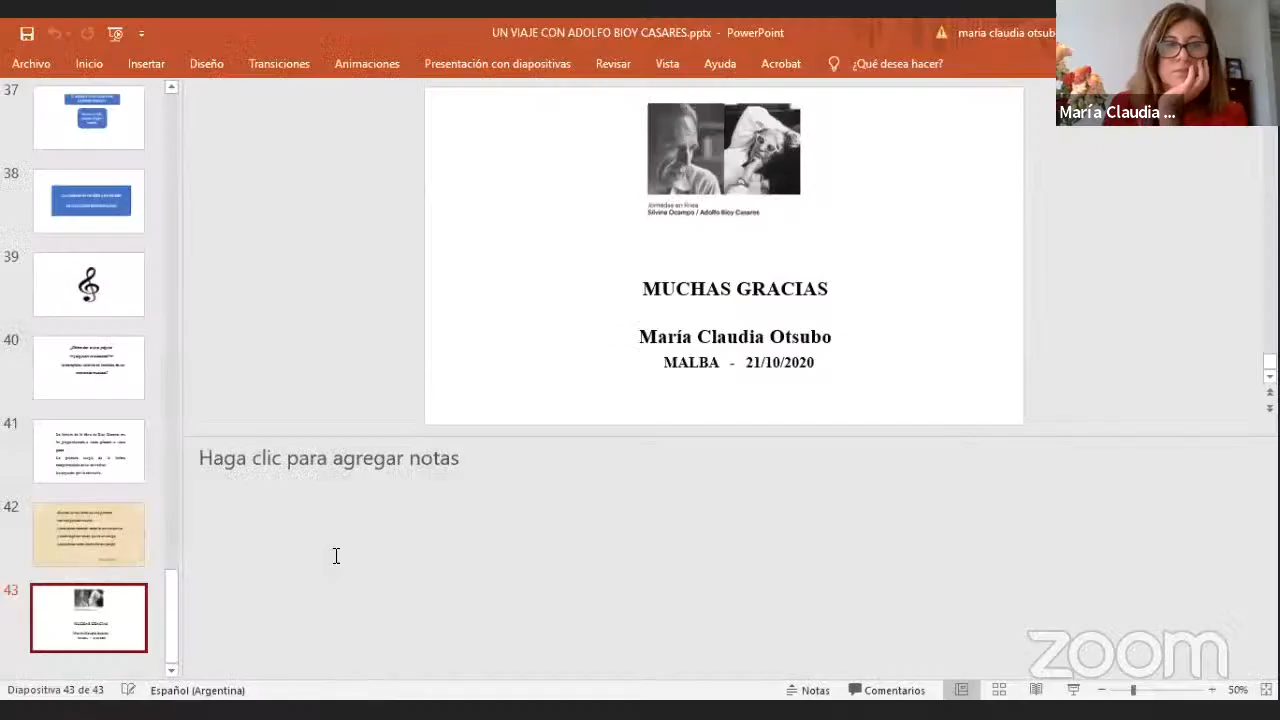 UN VIAJE CON ADOLFO BIOY CASARES.pptx - PowerPoint
maria claudia otsub
Archivo Inicio Insertar Diseño Transiciones Animaciones Presentación con diapositivas Revisar Vista Ayuda Acrobat ¿Qué desea hacer?
María Claudia ...
37
38
39
40
41
42
43
Jornadas en línea
Silvina Ocampo / Adolfo Bioy Casares
MUCHAS GRACIAS
María Claudia Otsubo
MALBA - 21/10/2020
Haga clic para agregar notas
zoom
Diapositiva 43 de 43 Español (Argentina) Notas Comentarios 50%